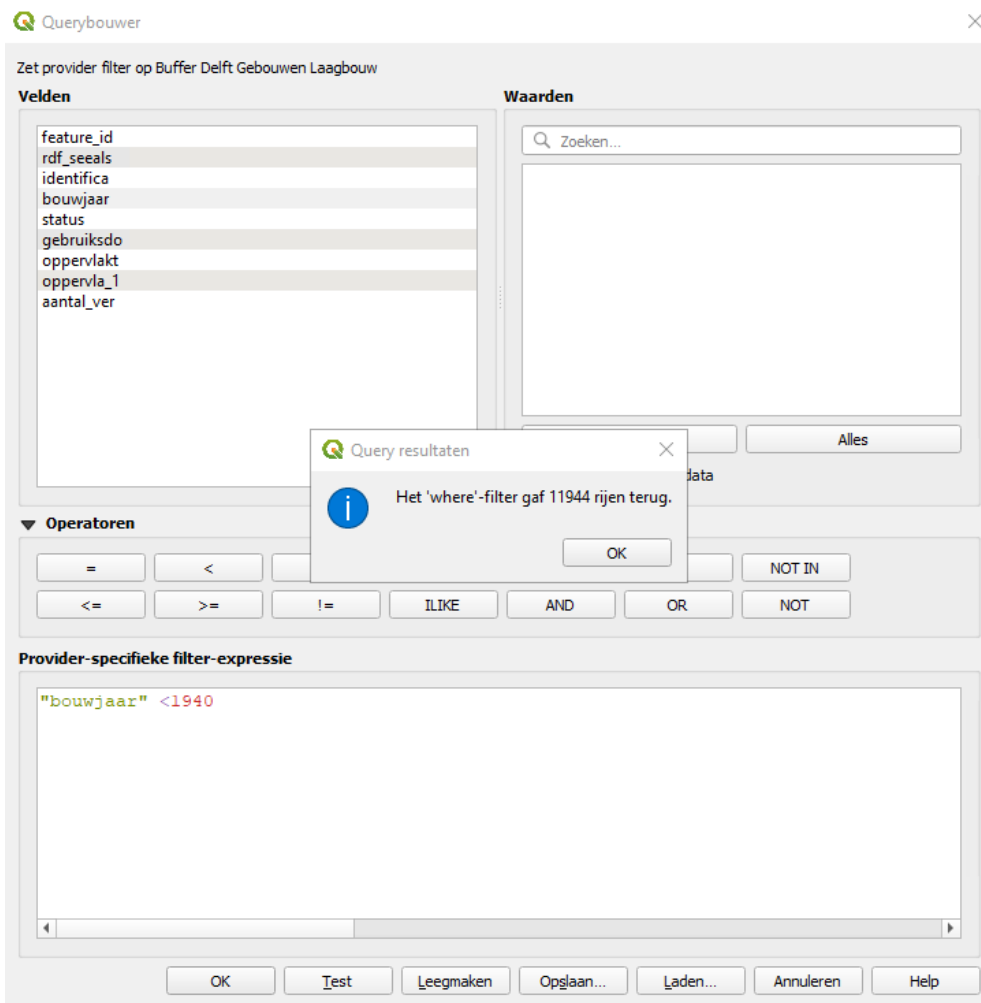 Querybouwer
Zet provider filter op Buffer Delft Gebouwen Laagbouw
Velden
feature_id
rdf_seeals
identifica
bouwjaar
status
gebruiksdo
oppervlakt
oppervla_1
aantal_ver
Waarden
Zoeken...
Alles
data
Query resultaten
Het 'where'-filter gaf 11944 rijen terug.
OK
Operatoren
= < NOT IN
<= >= != ILIKE AND OR NOT
Provider-specifieke filter-expressie
"bouwjaar" <1940
OK Test Leegmaken Opslaan... Laden... Annuleren Help